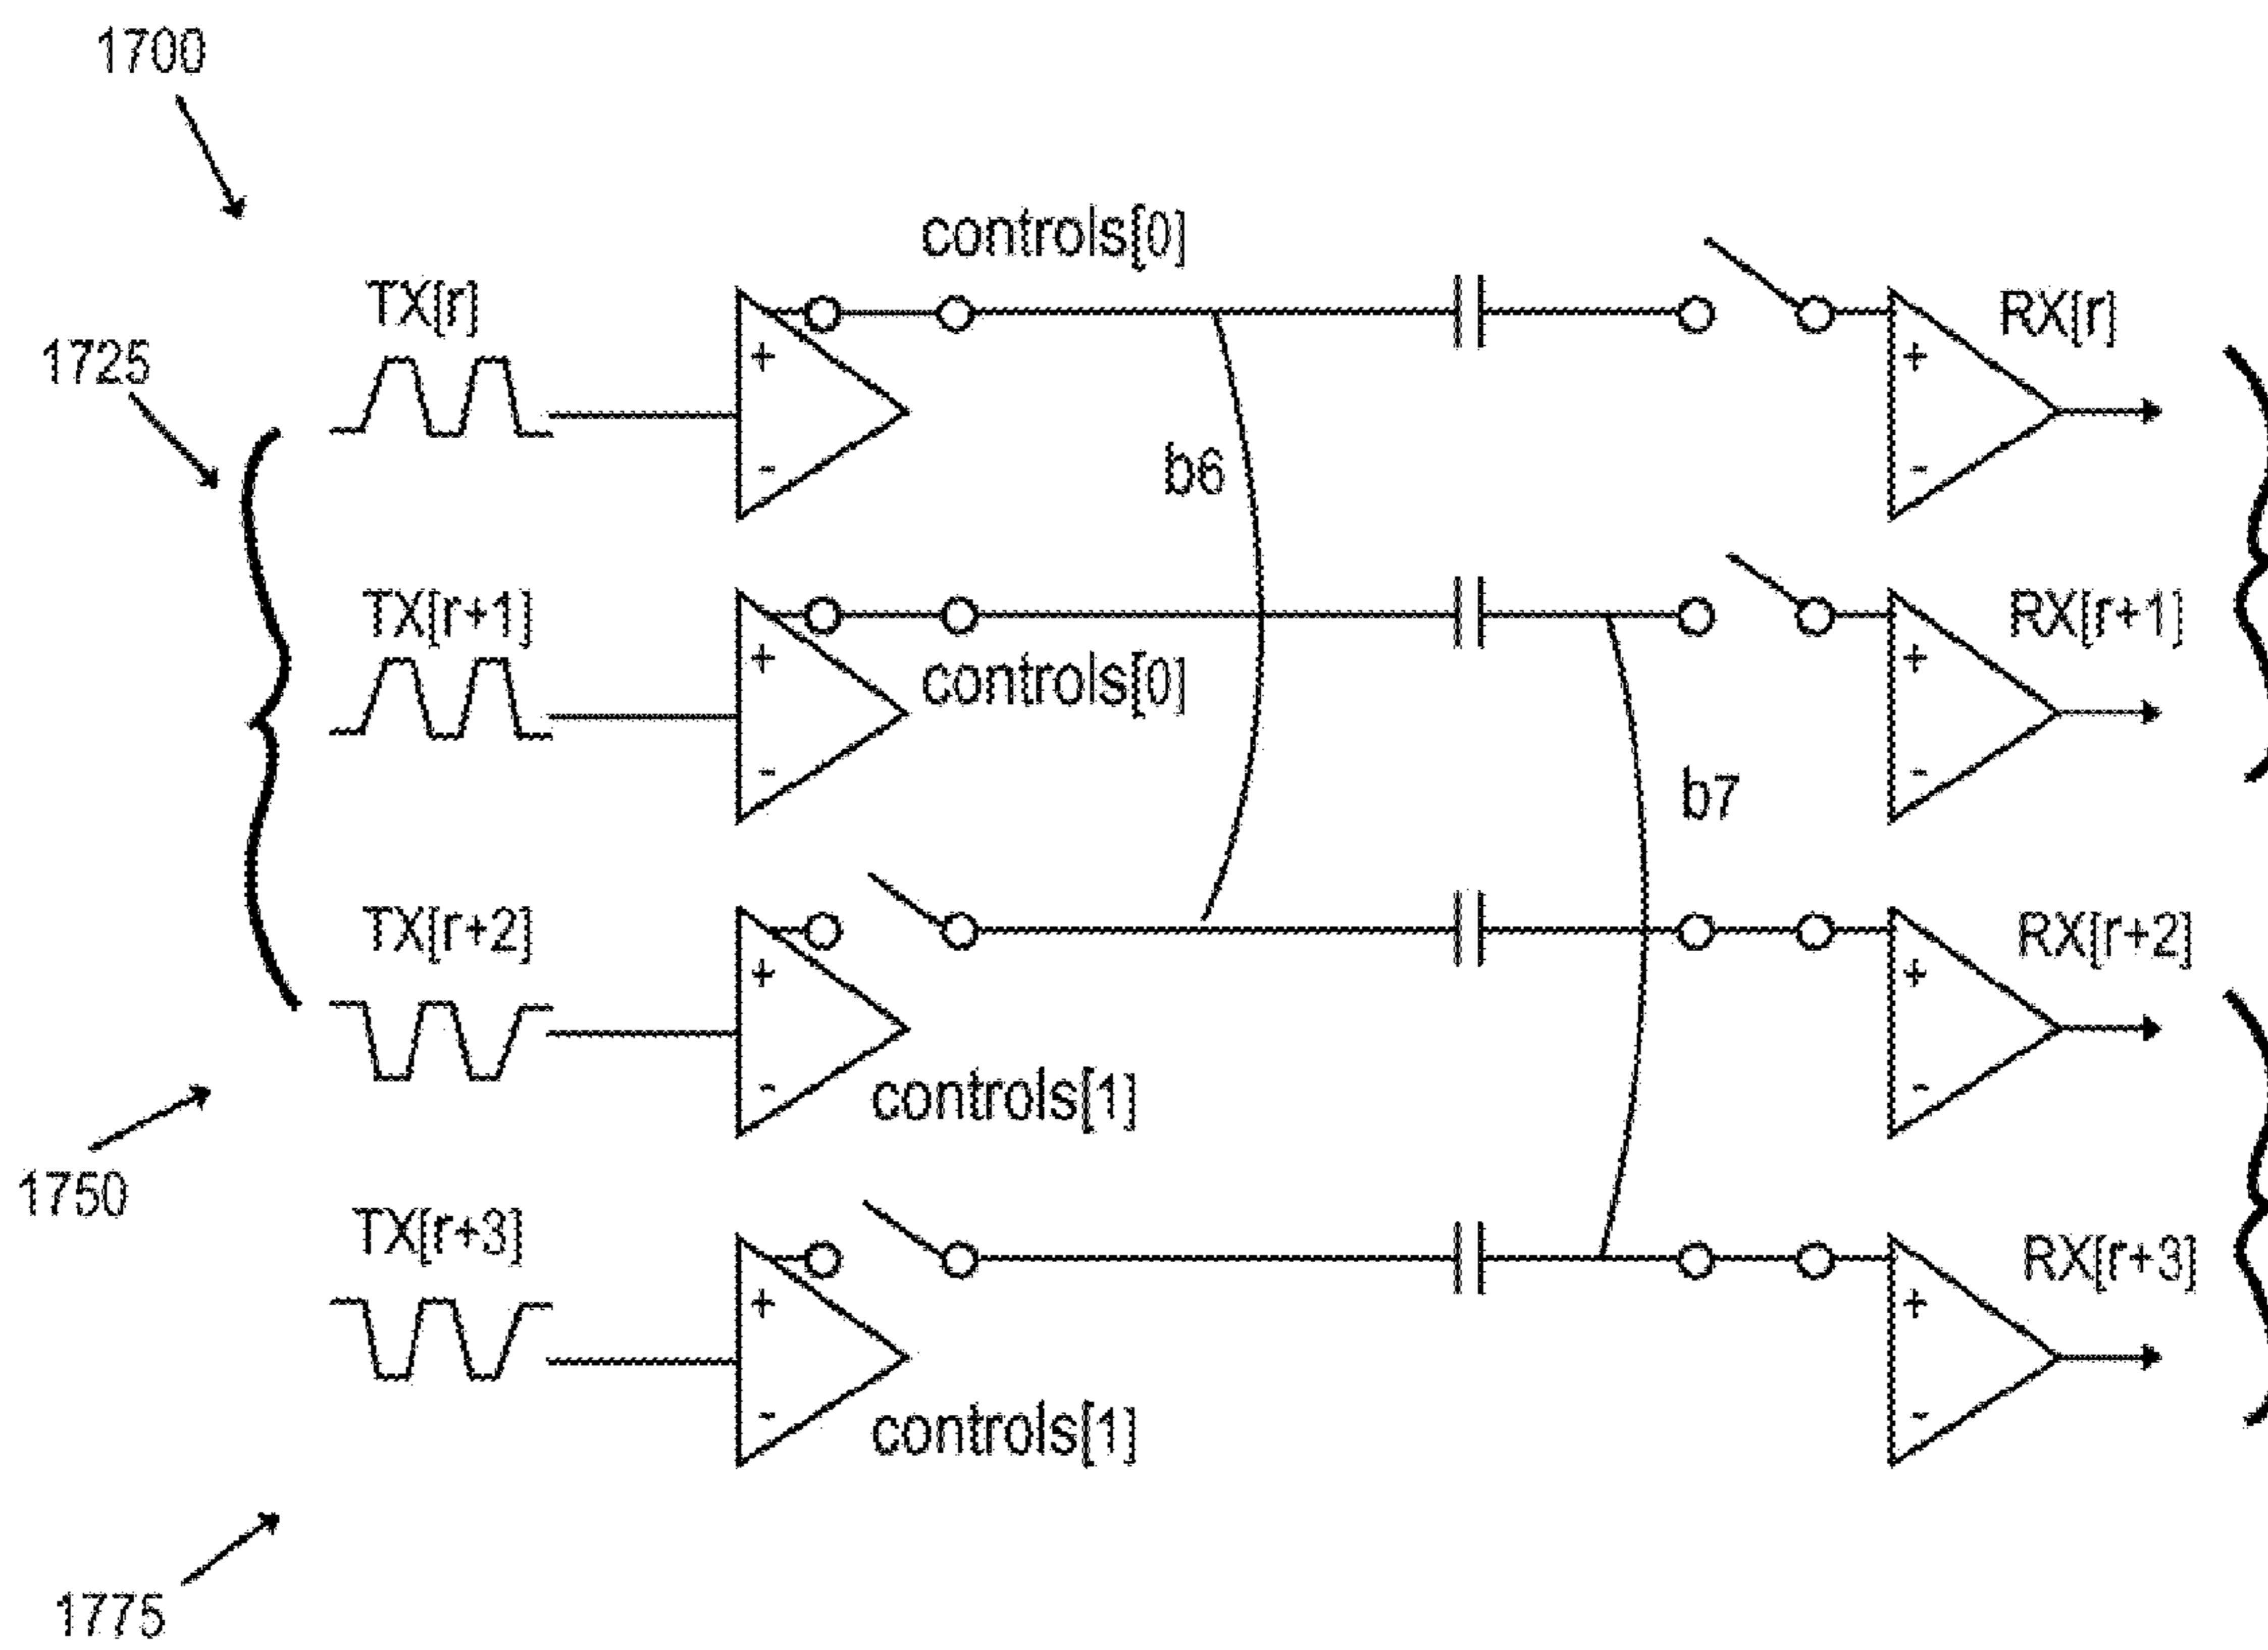 1700
controls[0]
TX[r]
RX[r]
1725
+
+
b6
-
-
TX[r+1]
RX[r+1]
+
controls[0]
+
-
b7
-
TX[r+2]
RX[r+2]
+
+
-
controls[1]
-
1750
TX[r+3]
RX[r+3]
+
+
-
controls[1]
-
1775